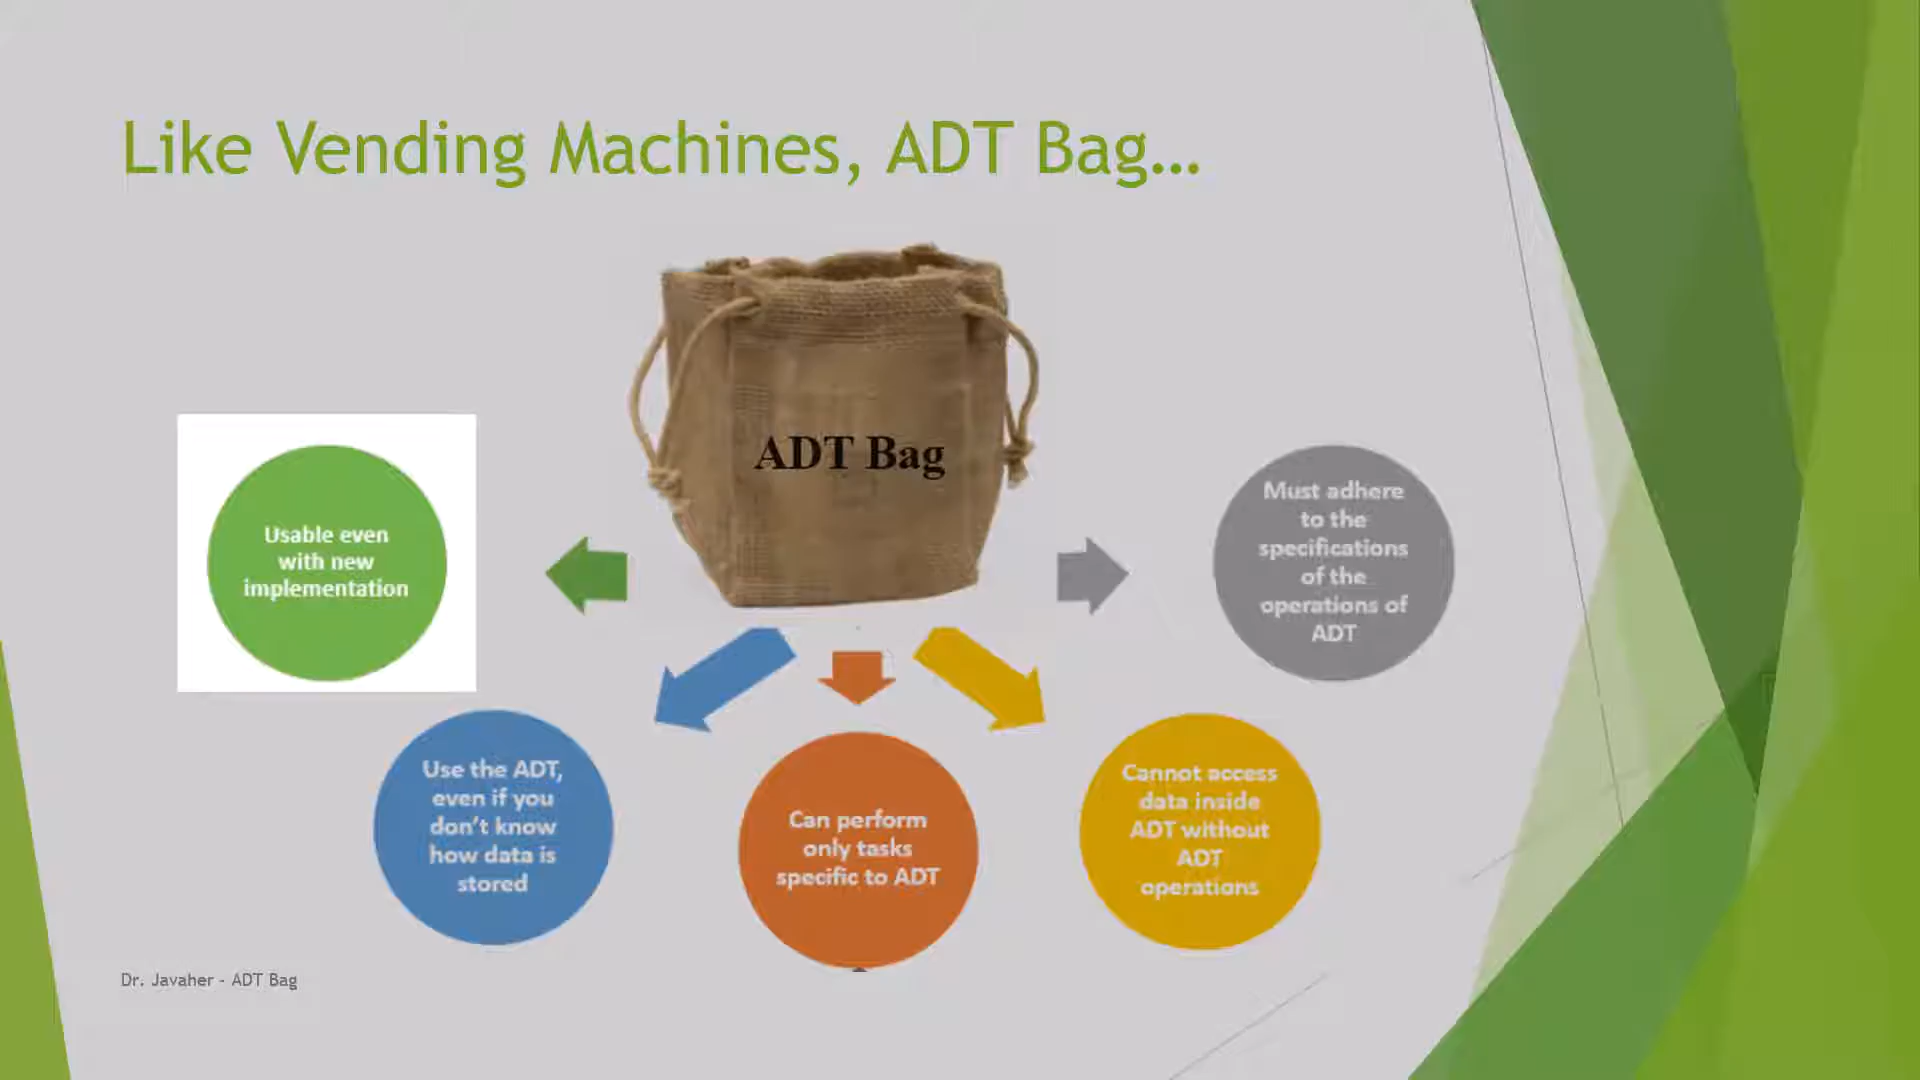 Like Vending Machines, ADT Bag…
ADT Bag
Usable even
with new
implementation
Use the ADT,
even if you
don't know
how data is
stored
Can perform
only tasks
specific to ADT
Cannot access
data inside
ADT without
ADT
operations
Must adhere
to the
specifications
of the
operations of
ADT
Dr. Javaher - ADT Bag